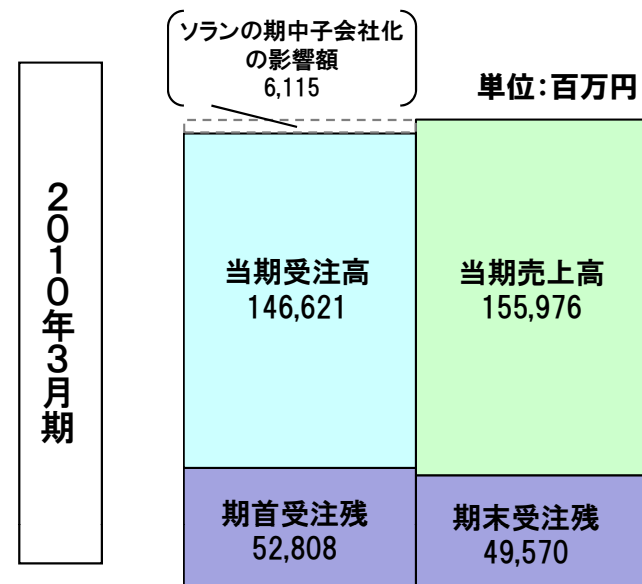 ソランの期中子会社化
の影響額
6,115
単位：百万円
2010年3月期
当期受注高
146,621
当期売上高
155,976
期首受注残
52,808
期末受注残
49,570